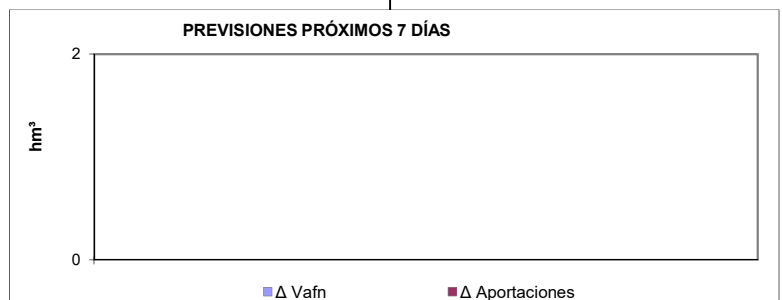 PREVISIONES PRÓXIMOS 7 DÍAS
2
hm³
0
Δ Vafn Δ Aportaciones